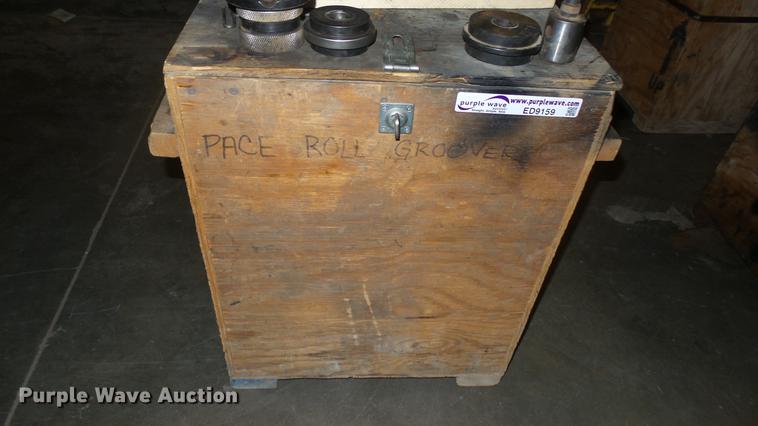 purple wave www.purplewave.com
ED9159
PACE ROLL GROOVER
Purple Wave Auction